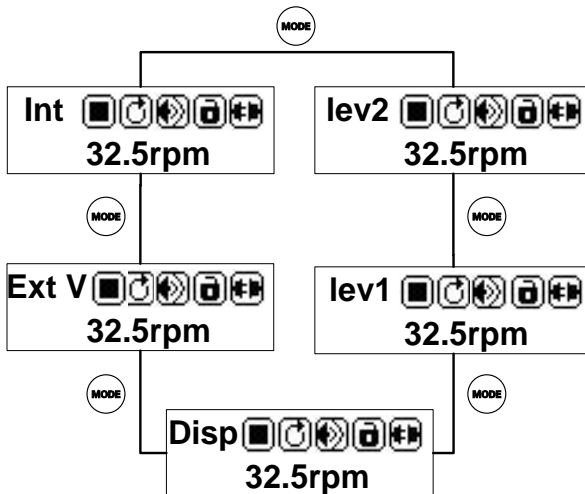 MODE
Int
32.5rpm
lev2
32.5rpm
MODE
MODE
Ext V
32.5rpm
lev1
32.5rpm
MODE
MODE
Disp
32.5rpm